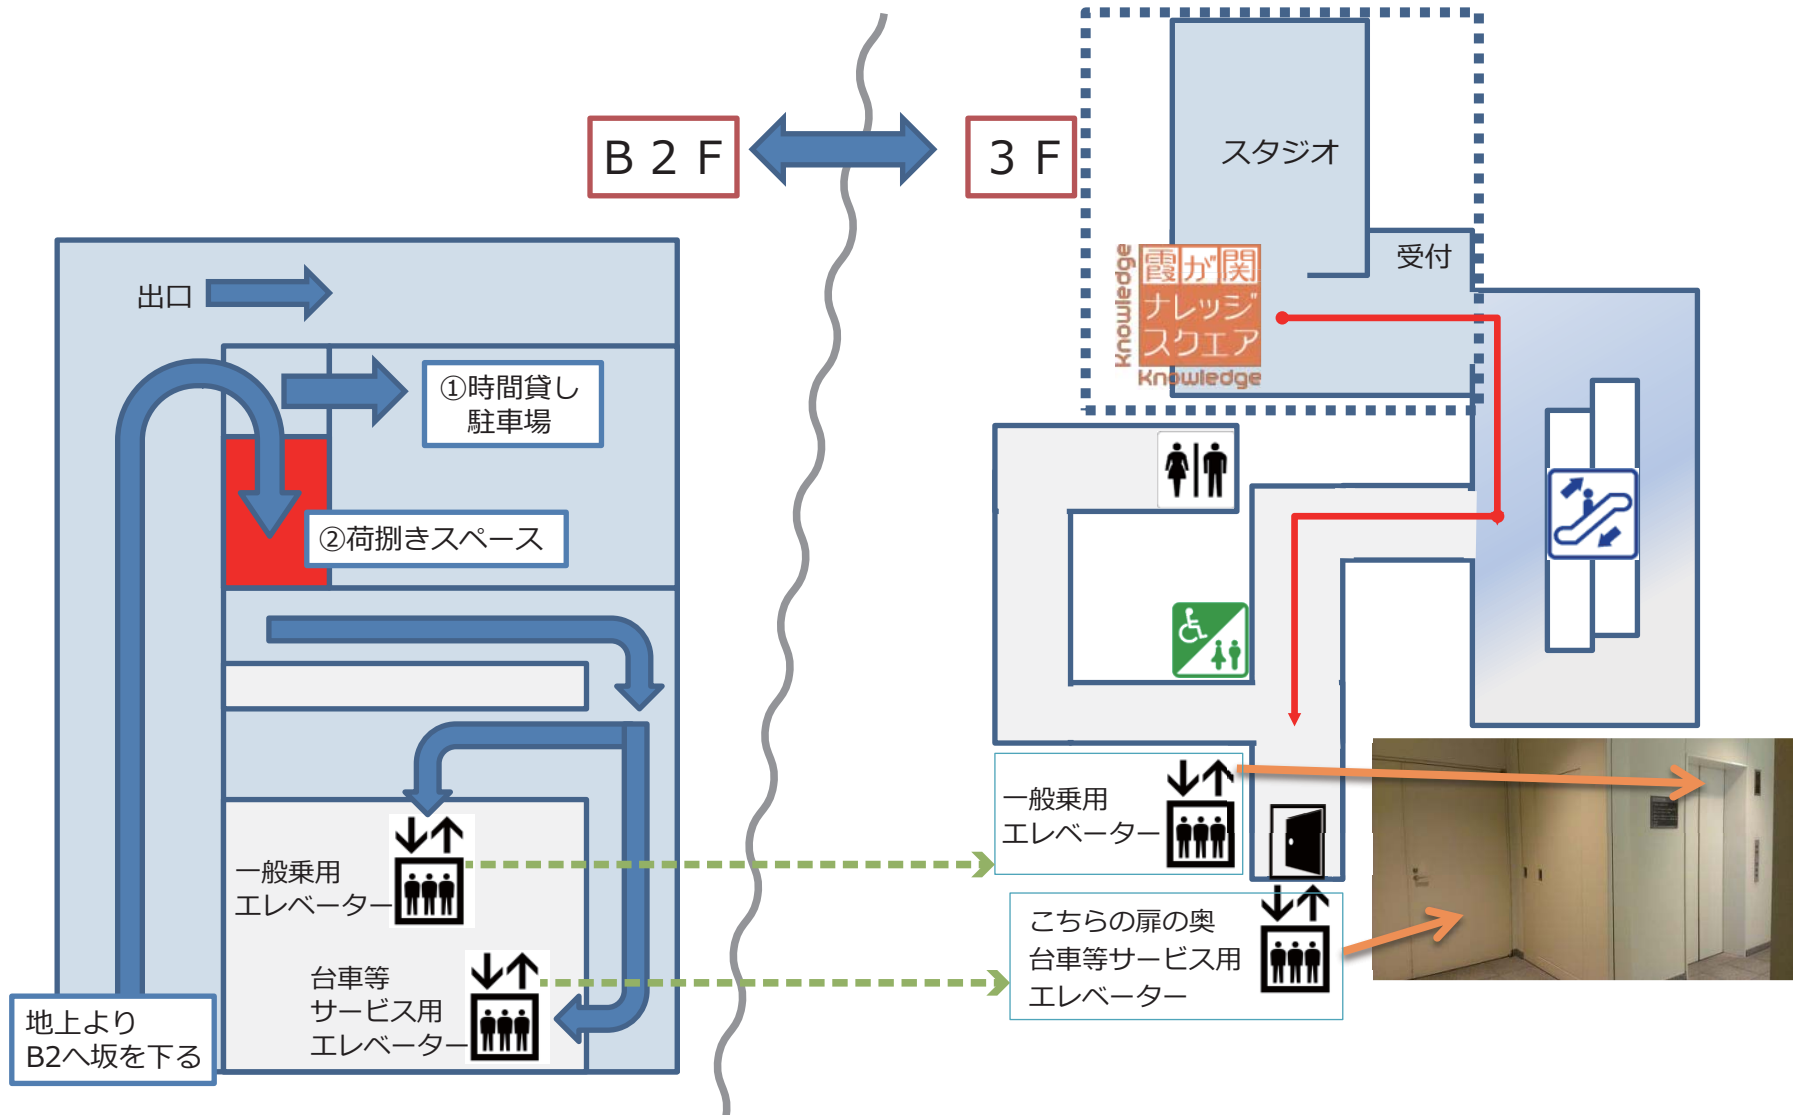 B2F
3F
スタジオ
受付
霞が関
ナレッジ
スクエア
Knowledge
Knowledge
出口
①時間貸し
駐車場
②荷捌きスペース
一般乗用
エレベーター
台車等
サービス用
エレベーター
地上より
B2へ坂を下る
一般乗用
エレベーター
こちらの扉の奥
台車等サービス用
エレベーター